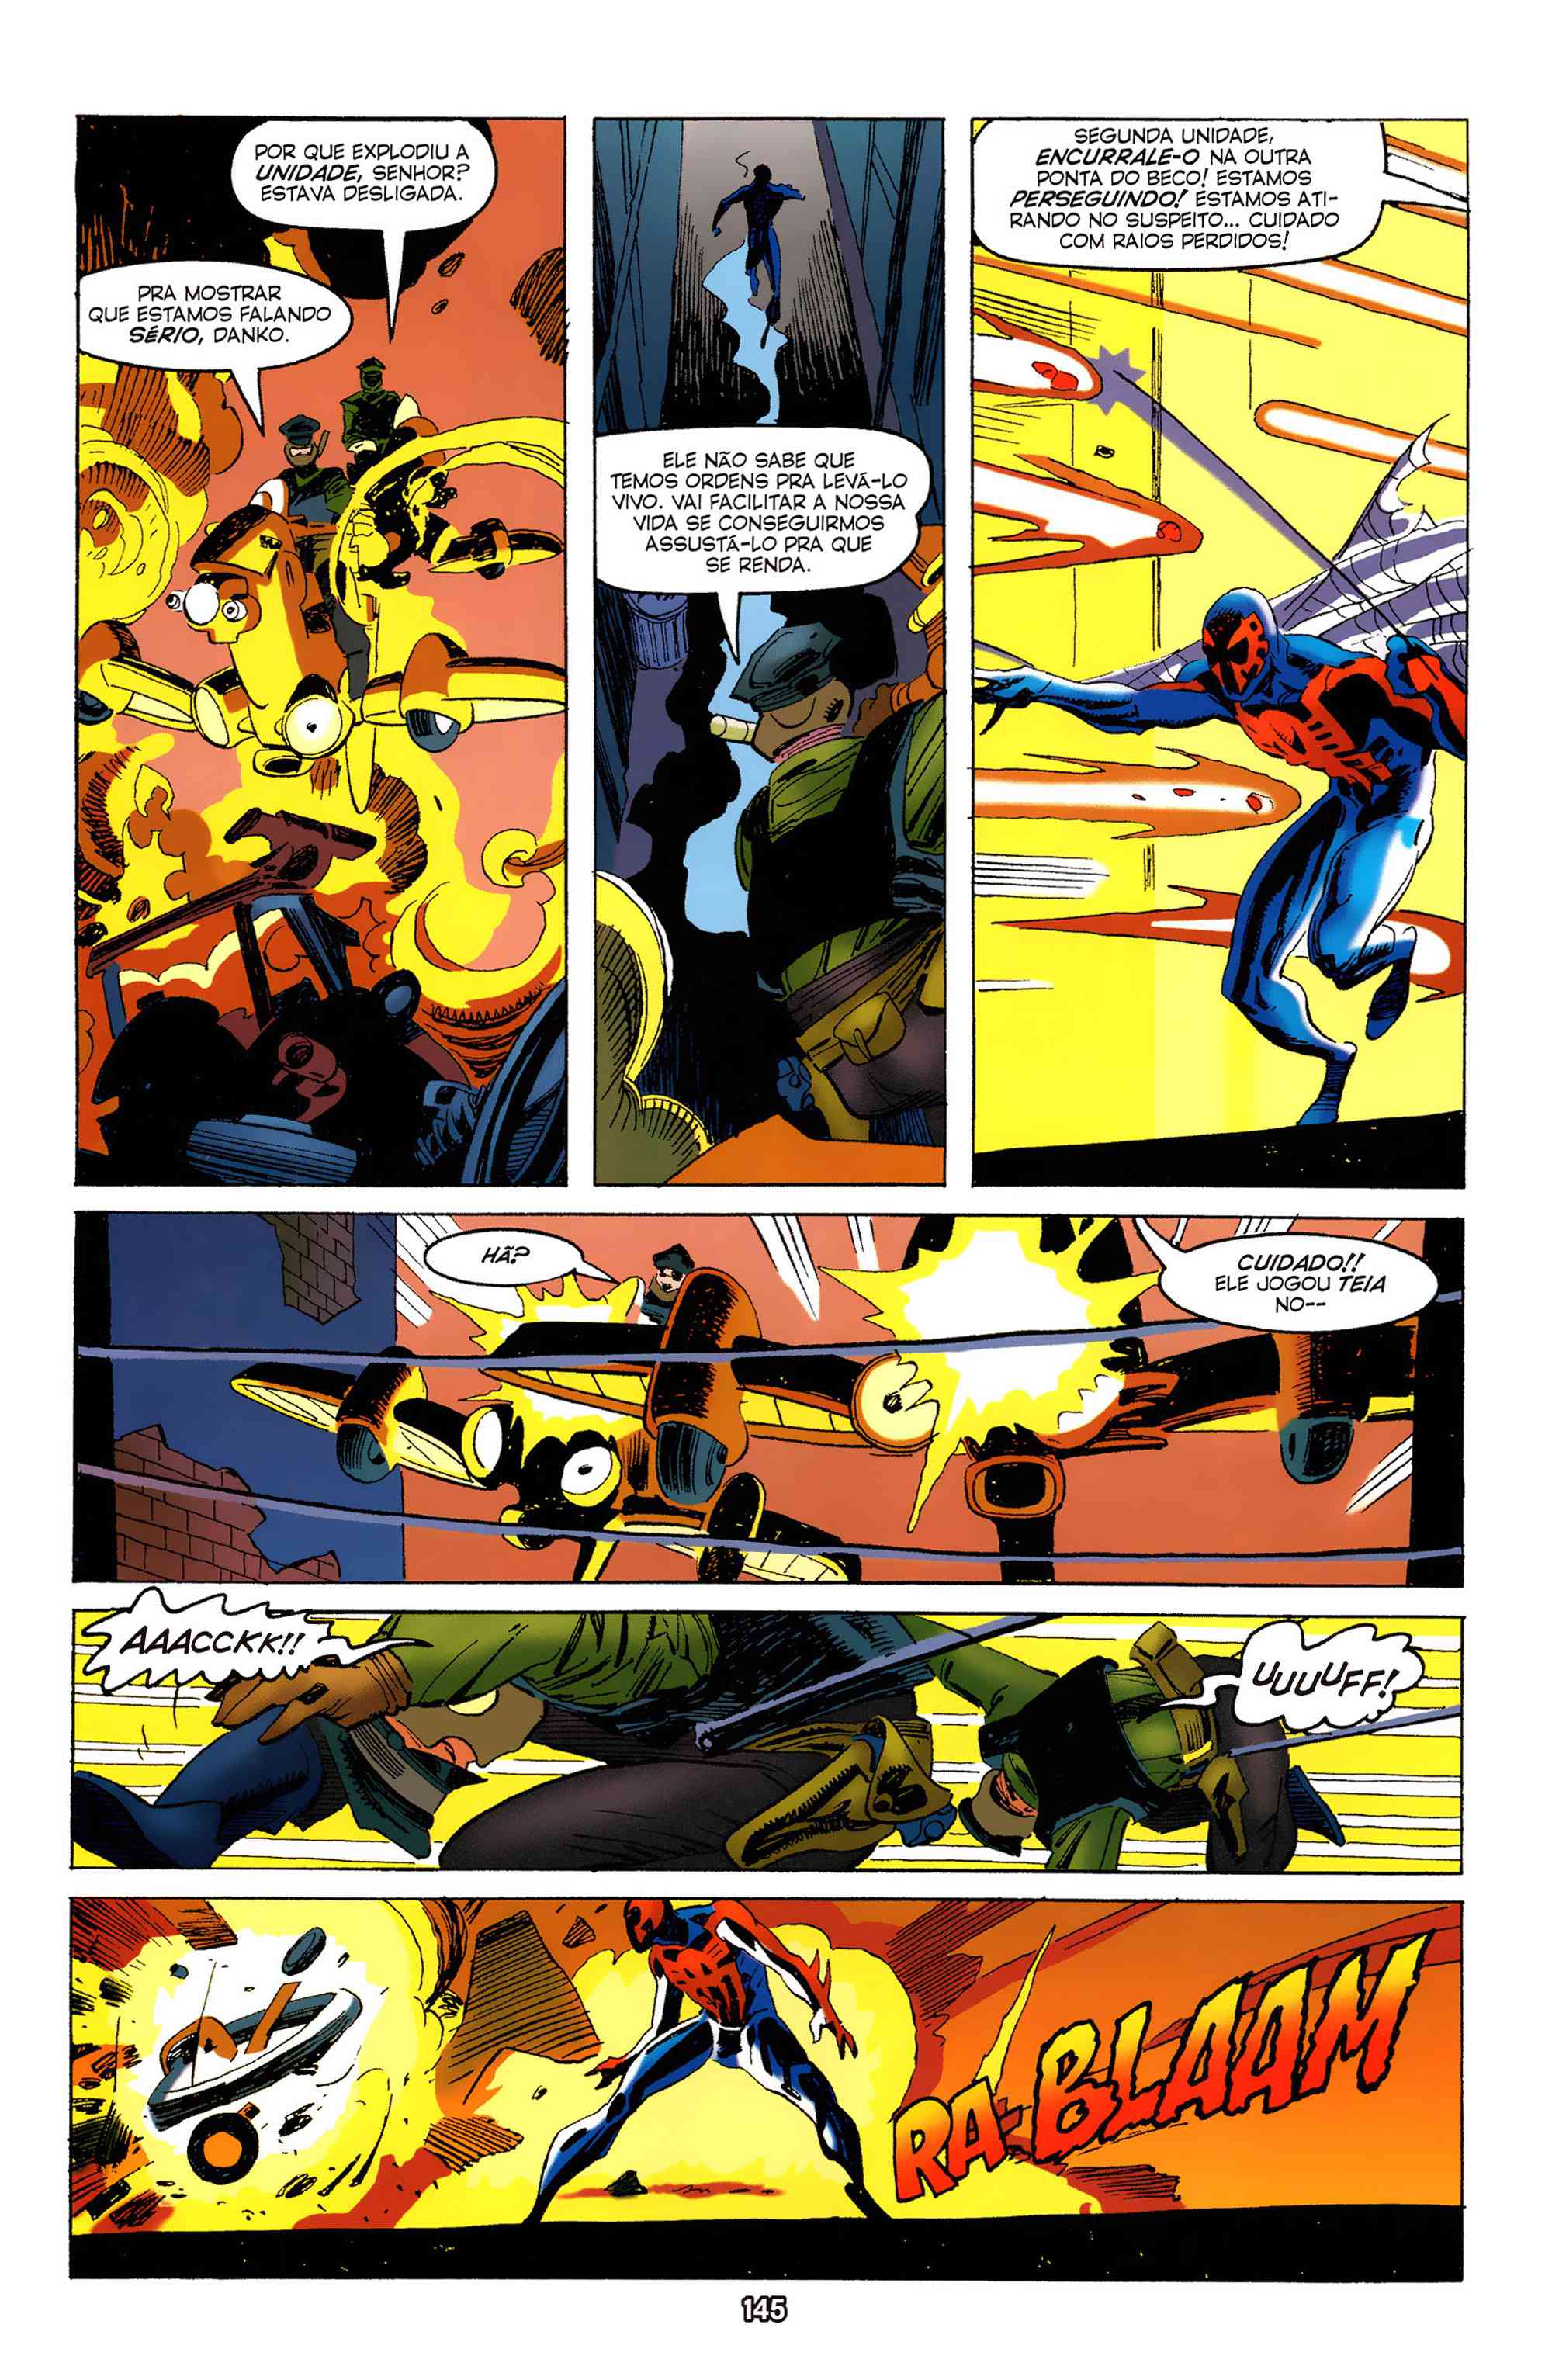 POR QUE EXPLODIU A
UNIDADE, SENHOR?
ESTAVA DESLIGADA.
PRA MOSTRAR
QUE ESTAMOS FALANDO
SÉRIO, DANKO.
ELE NÃO SABE QUE
TEMOS ORDENS PRA LEVÁ-LO
VIVO. VAI FACILITAR A NOSSA
VIDA SE CONSEGUIRMOS
ASSUSTÁ-LO PRA QUE
SE RENDA.
SEGUNDA UNIDADE,
ENCURRALE-O NA OUTRA
PONTA DO BECO! ESTAMOS
PERSEGUINDO! ESTAMOS ATI-
RANDO NO SUSPEITO... CUIDADO
COM RAIOS PERDIDOS!
HÃ?
CUIDADO!!
ELE JOGOU TEIA
NO--
AAACCKK!!
UUUUFF!
RA-BLAAM
145